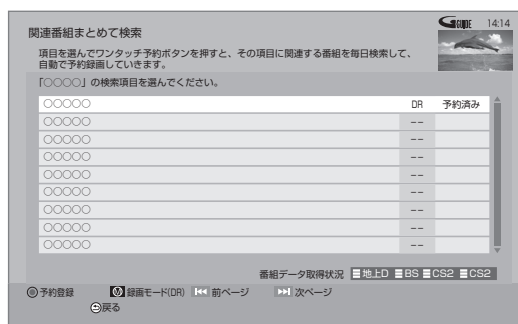 関連番組まとめて検索
GGUIDE 14:14
項目を選んでワンタッチ予約ボタンを押すと、その項目に関連する番組を毎日検索して、
自動で予約録画していきます。
「○○○○」の検索項目を選んでください。
○○○○○ DR 予約済み
○○○○○ --
○○○○○ --
○○○○○ --
○○○○○ --
○○○○○ --
○○○○○ --
○○○○○ --
○○○○○ --
番組データ取得状況 地上D BS CS2 CS2
予約登録 録画モード(DR) 前ページ 次ページ
戻る